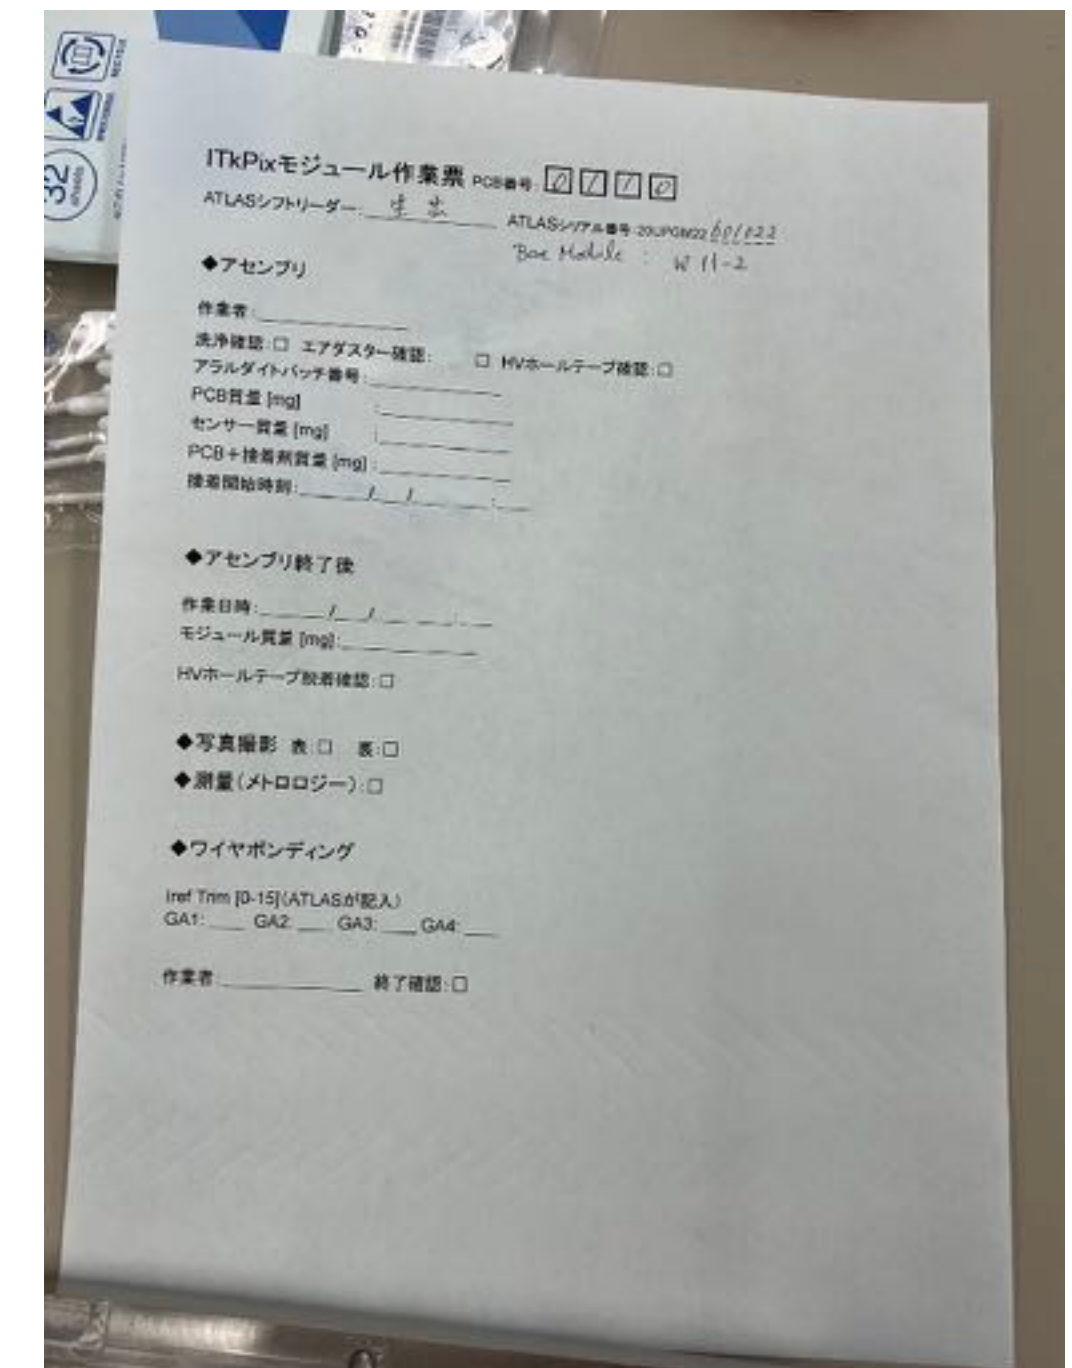 32
sheets
ITkPixモジュール作業票 PCB番号: 0 1 1 0
ATLASシフトリーダー: ATLASシリアル番号: 20UPGM22 601022
Bare Module : W 11-2
◆アセンブリ
作業者:
洗浄確認:□ エアダスター確認: □ HVホールテープ確認:□
アラルダイトバッチ番号:
PCB質量 [mg] :
センサー質量 [mg] :
PCB+接着剤質量 [mg] :
接着開始時刻: / / :
◆アセンブリ終了後
作業日時: / / :
モジュール質量 [mg]:
HVホールテープ脱着確認:□
◆写真撮影 表:□ 裏:□
◆測量(メトロロジー):□
◆ワイヤボンディング
Iref Trim [0-15](ATLASが記入)
GA1: GA2: GA3: GA4:
作業者: 終了確認:□